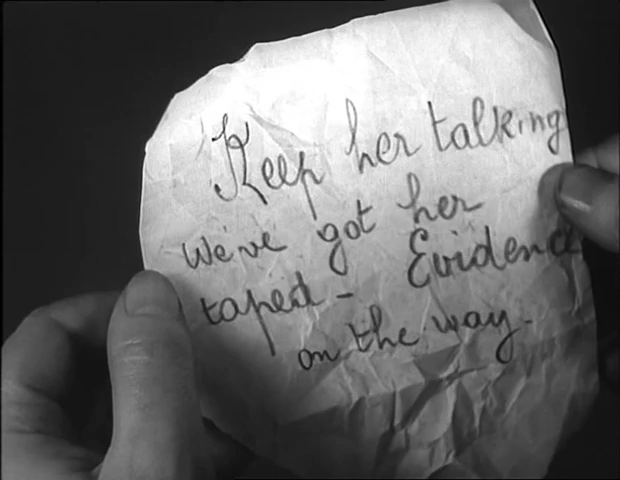 Keep her talking
We've got her
taped - Evidence
on the way.